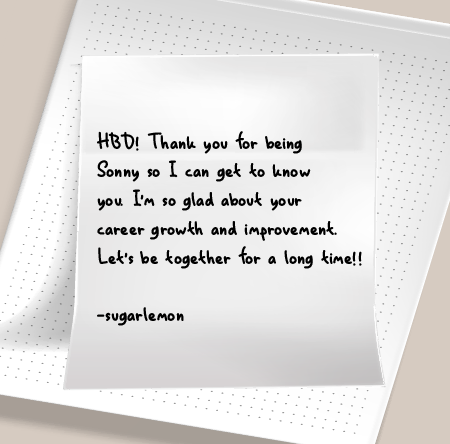 HBD! Thank you for being
Sonny so I can get to know
you. I'm so glad about your
career growth and improvement.
Let's be together for a long time!!
-sugarlemon